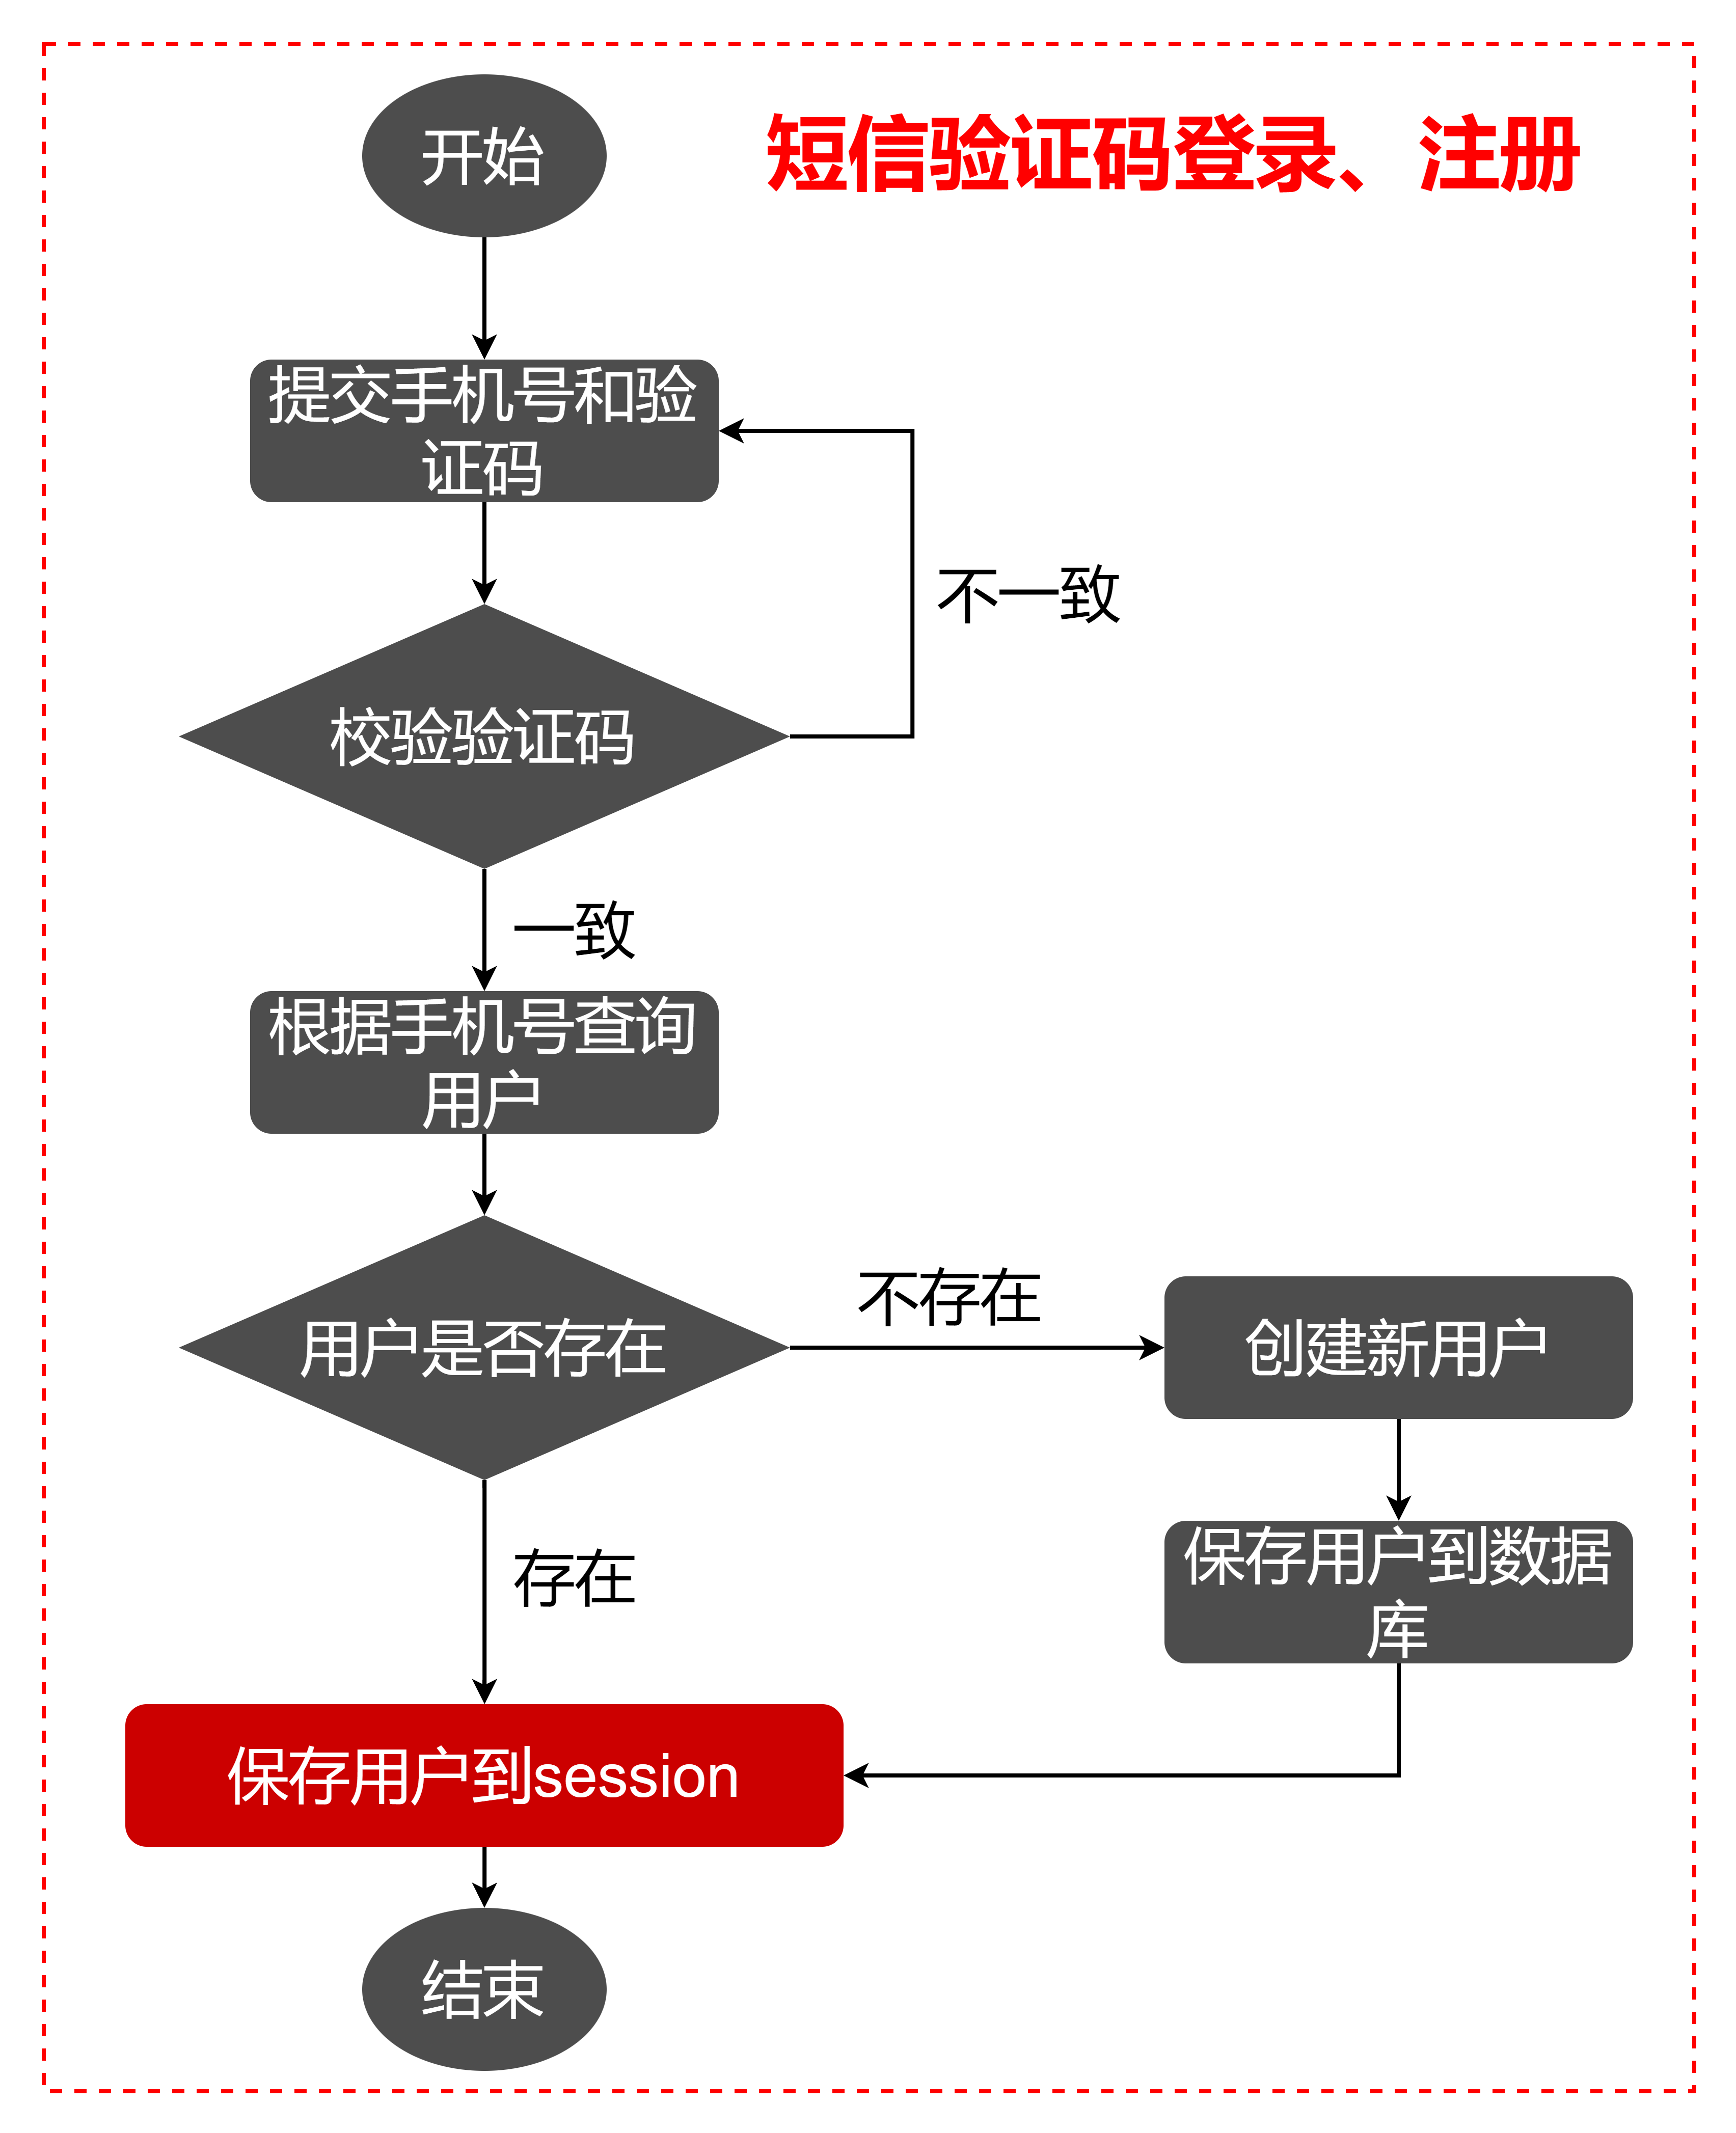 开始
短信验证码登录、注册
提交手机号和验
证码
不一致
校验验证码
一致
根据手机号查询
用户
不存在
用户是否存在
创建新用户
存在
保存用户到数据
库
保存用户到session
结束